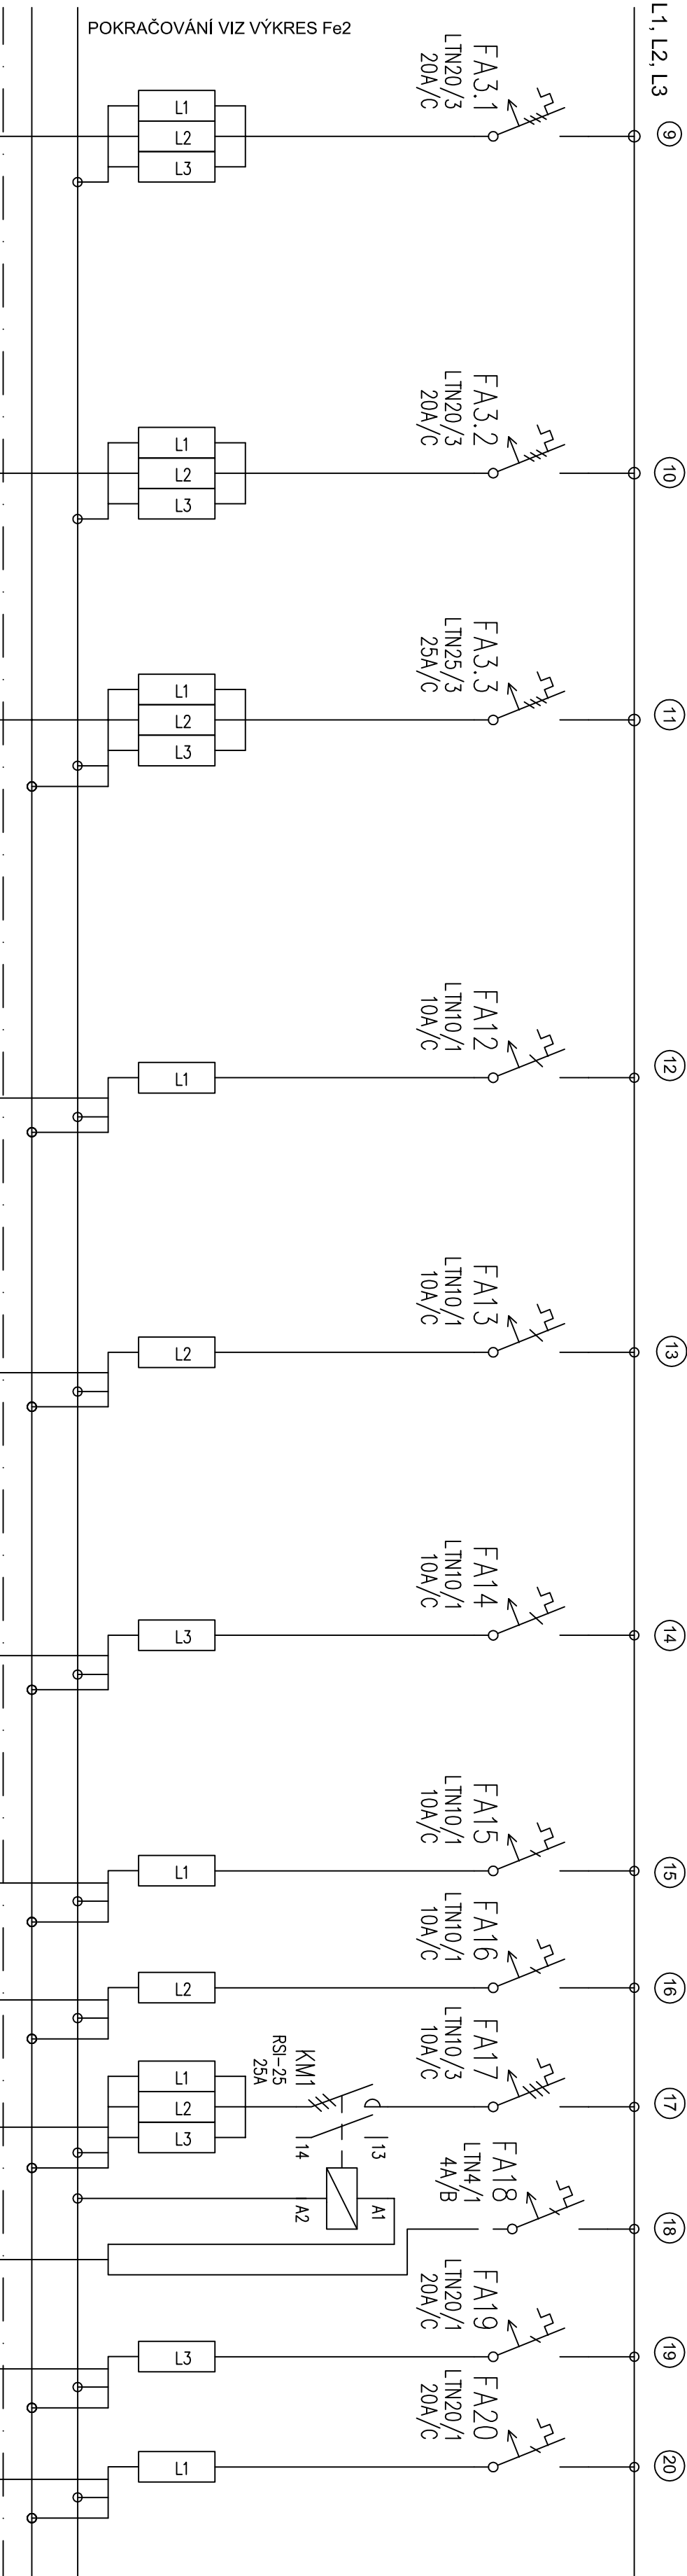 POKRAČOVÁNÍ VIZ VÝKRES Fe2
L1, L2, L3
9
FA3.1
LTN20/3
20A/C
L1
L2
L3
10
FA3.2
LTN20/3
20A/C
L1
L2
L3
11
FA3.3
LTN25/3
25A/C
L1
L2
L3
12
FA12
LTN10/1
10A/C
L1
13
FA13
LTN10/1
10A/C
L2
14
FA14
LTN10/1
10A/C
L3
15
FA15
LTN10/1
10A/C
L1
16
FA16
LTN10/1
10A/C
L2
17
FA17
LTN10/3
10A/C
KM1
RSI-25
25A
13
14
A1
A2
L1
L2
L3
18
FA18
LTN4/1
4A/B
19
FA19
LTN20/1
20A/C
L3
20
FA20
LTN20/1
20A/C
L1